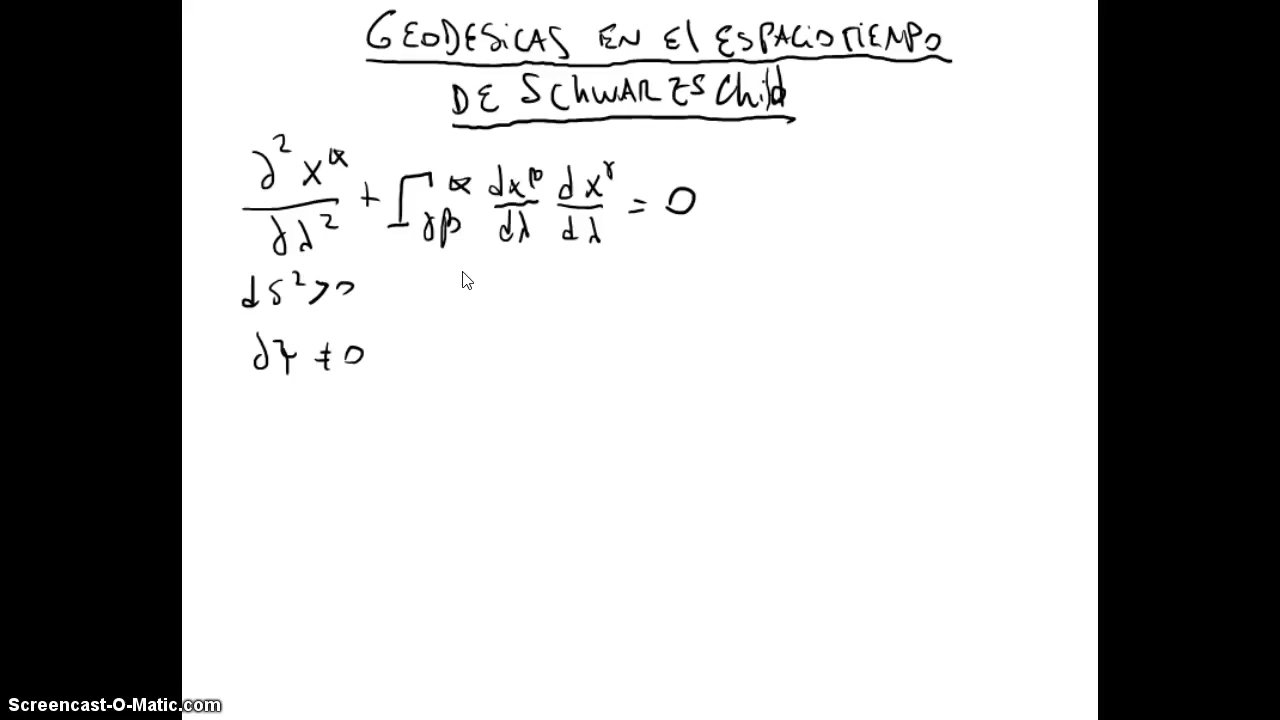 GEODESiCAS EN El ESPACIOTIEMPO
DE SChWARZSChild
∂²x^α/∂λ² + Γ^α_γβ dx^β/dλ dx^γ/dλ = 0
ds² > 0
dτ ≠ 0
Screencast-O-Matic.com